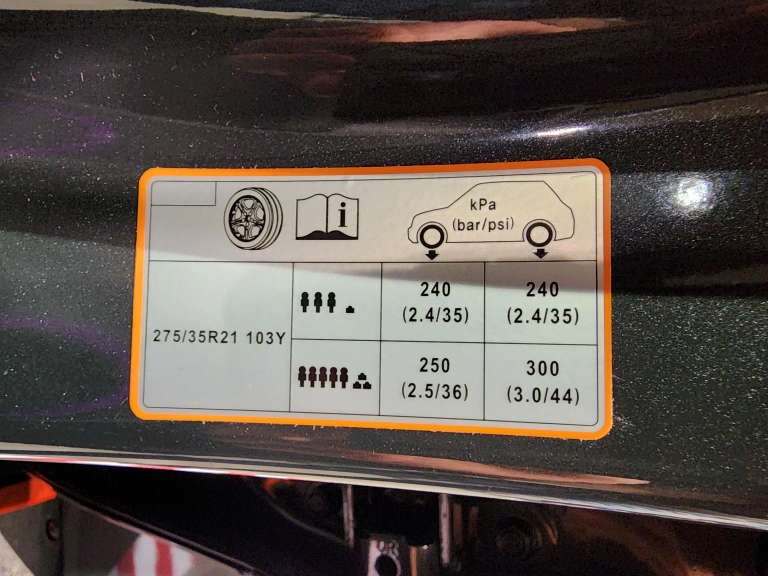 i
kPa
(bar/psi)
275/35R21 103Y
240
(2.4/35)
240
(2.4/35)
250
(2.5/36)
300
(3.0/44)